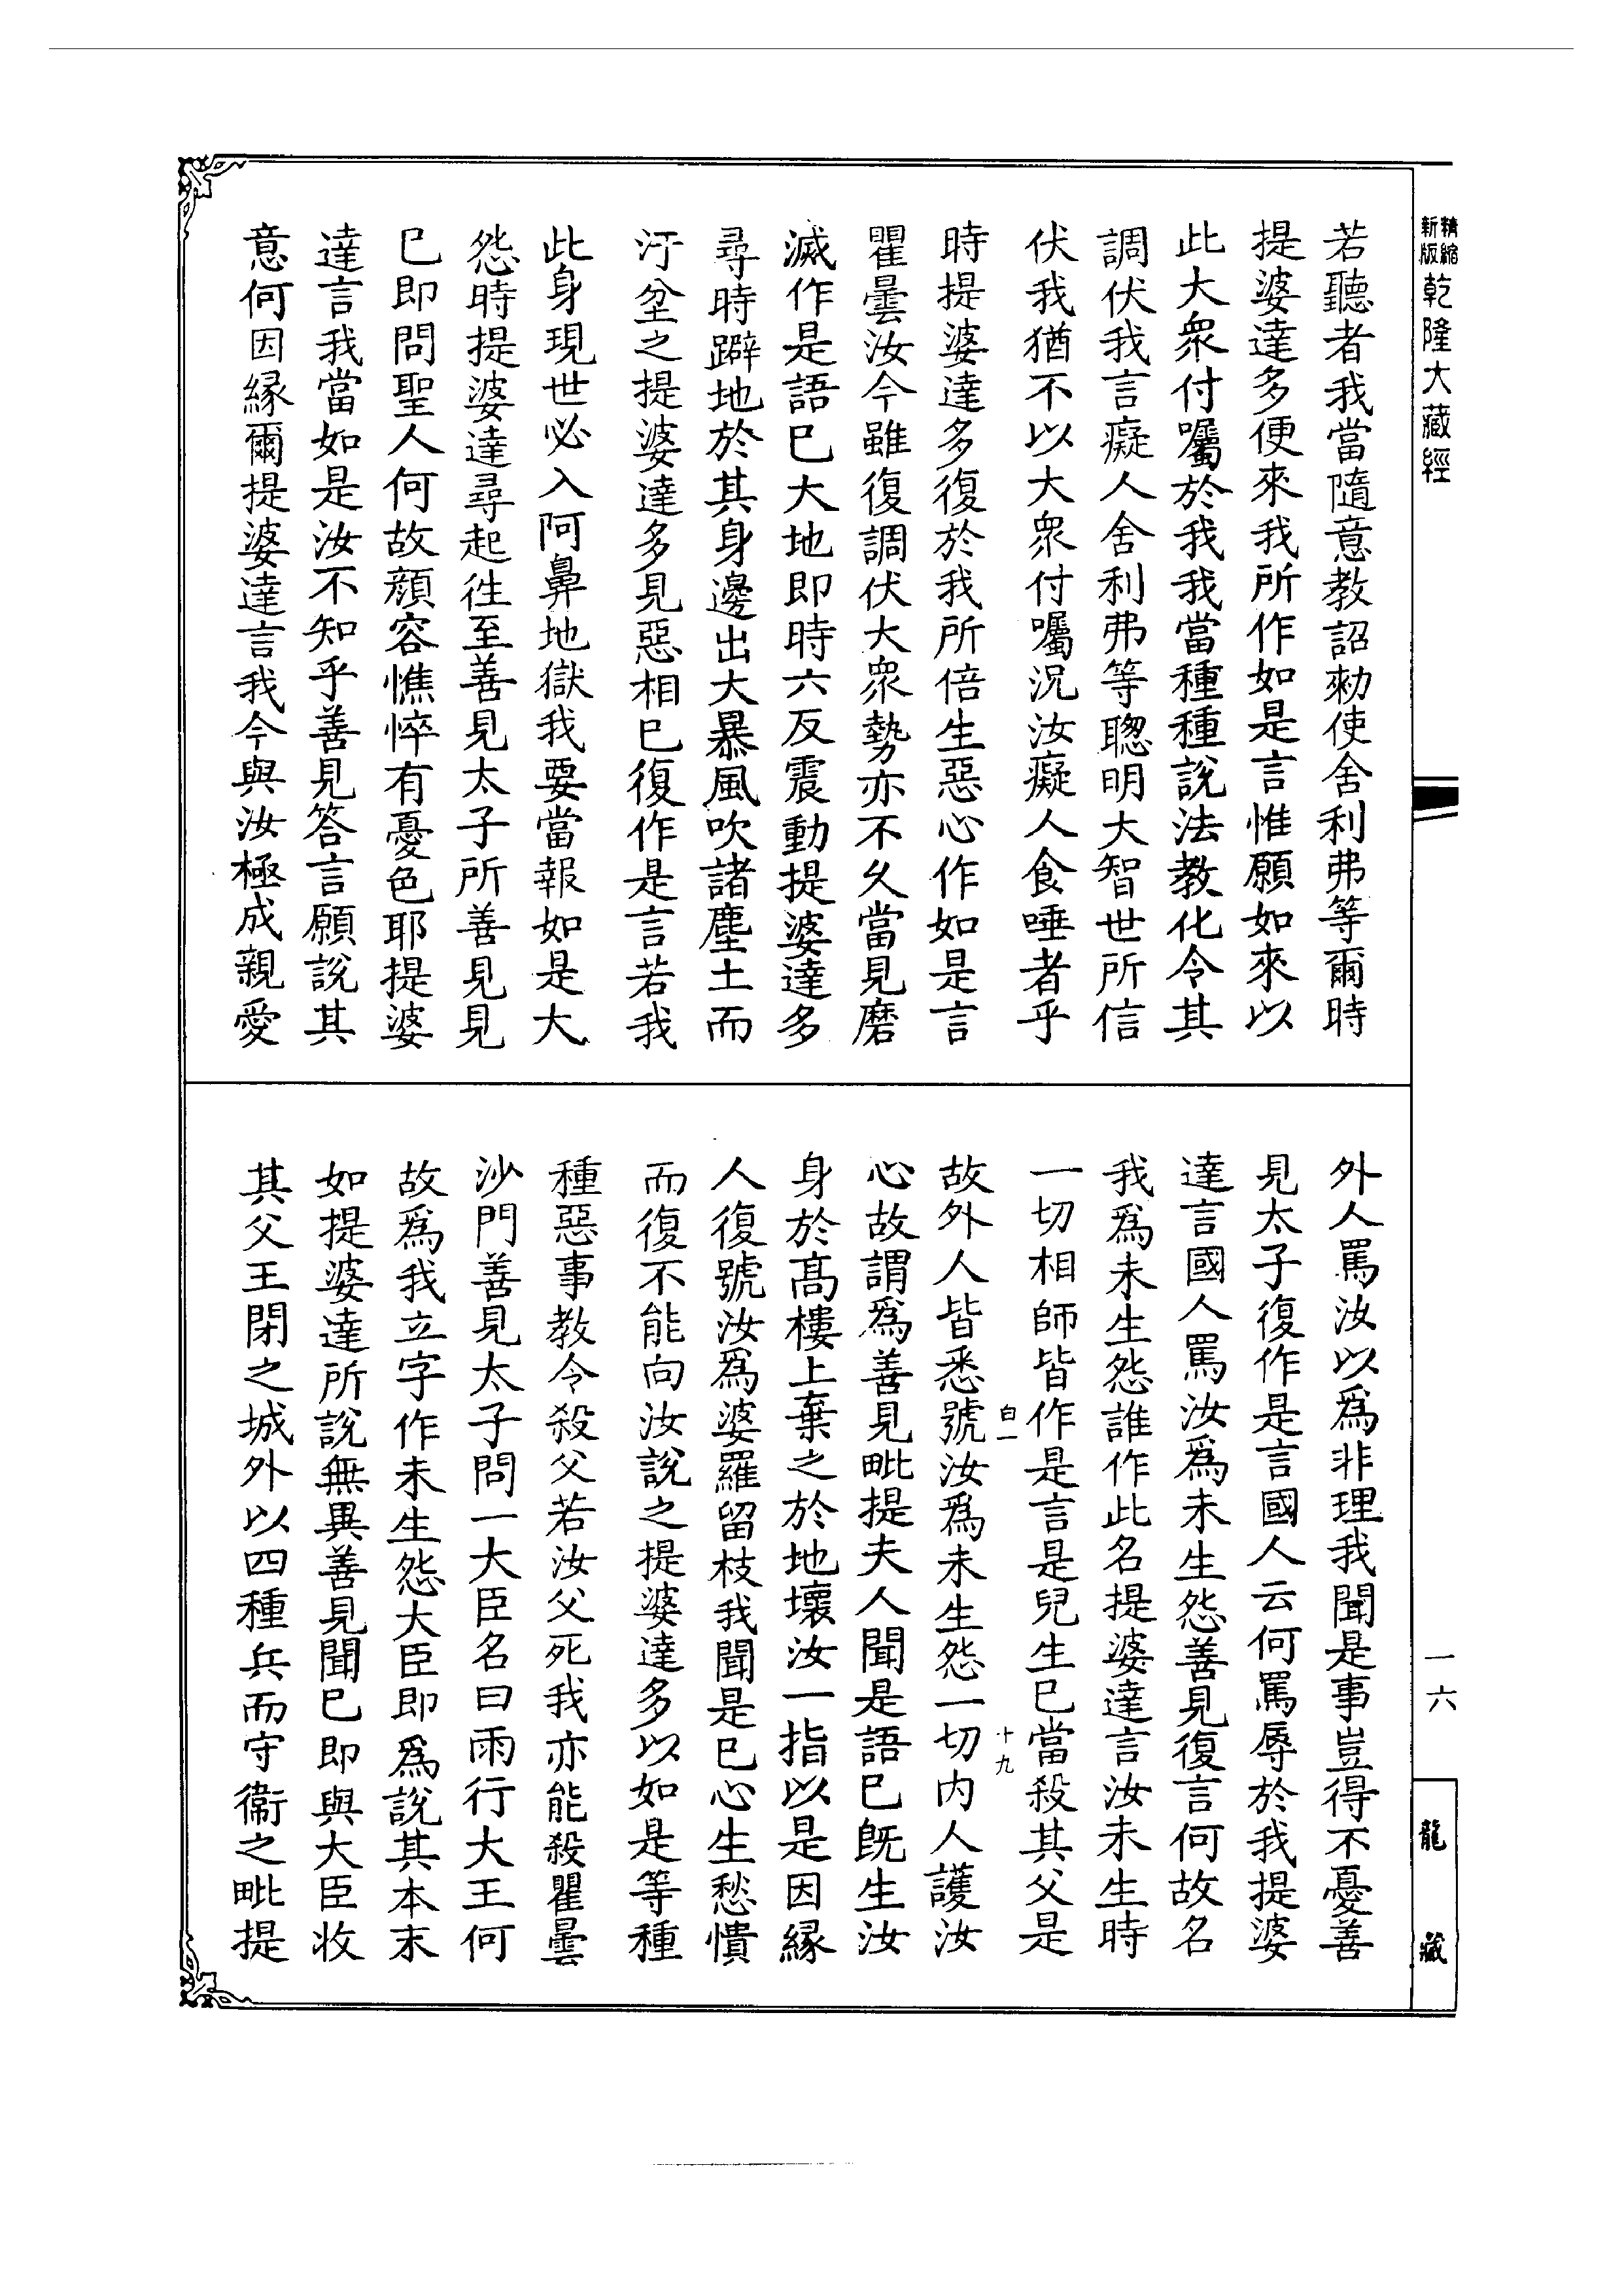 精縮新版乾隆大藏經
一六
龍藏
若聽者我當隨意教詔勑使舍利弗等爾時
提婆達多便來我所作如是言惟願如來以
此大眾付囑於我我當種種說法教化令其
調伏我言癡人舍利弗等聰明大智世所信
伏我猶不以大眾付囑況汝癡人食唾者乎
時提婆達多復於我所倍生惡心作如是言
瞿曇汝今雖復調伏大眾勢亦不久當見磨
滅作是語已大地即時六反震動提婆達多
尋時躃地於其身邊出大暴風吹諸塵土而
汙坌之提婆達多見惡相已復作是言若我
此身現世必入阿鼻地獄我要當報如是大
怨時提婆達尋起往至善見太子所善見見
已即問聖人何故顏容憔悴有憂色耶提婆
達言我當如是汝不知乎善見答言願說其
意何因緣爾提婆達言我今與汝極成親愛
外人罵汝以爲非理我聞是事豈得不憂善
見太子復作是言國人云何罵辱於我提婆
達言國人罵汝爲未生怨善見復言何故名
我爲未生怨誰作此名提婆達言汝未生時
一切相師皆作是言是兒生已當殺其父是
白一
十九
故外人皆悉號汝爲未生怨一切内人護汝
心故謂爲善見毗提夫人聞是語已既生汝
身於高樓上棄之於地壞汝一指以是因緣
人復號汝爲婆羅留枝我聞是已心生愁憒
而復不能向汝說之提婆達多以如是等種
種惡事教令殺父若汝父死我亦能殺瞿曇
沙門善見太子問一大臣名曰雨行大王何
故爲我立字作未生怨大臣即爲說其本末
如提婆達所說無異善見聞已即與大臣收
其父王閉之城外以四種兵而守衞之毗提